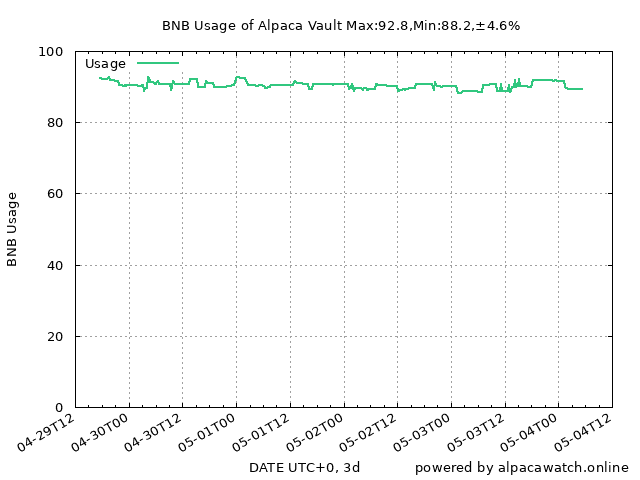 BNB Usage of Alpaca Vault Max:92.8,Min:88.2,±4.6%
Usage
100
80
60
40
20
0
BNB Usage
04-29T12
04-30T00
04-30T12
05-01T00
05-01T12
05-02T00
05-02T12
05-03T00
05-03T12
05-04T00
05-04T12
DATE UTC+0, 3d
powered by alpacawatch.online